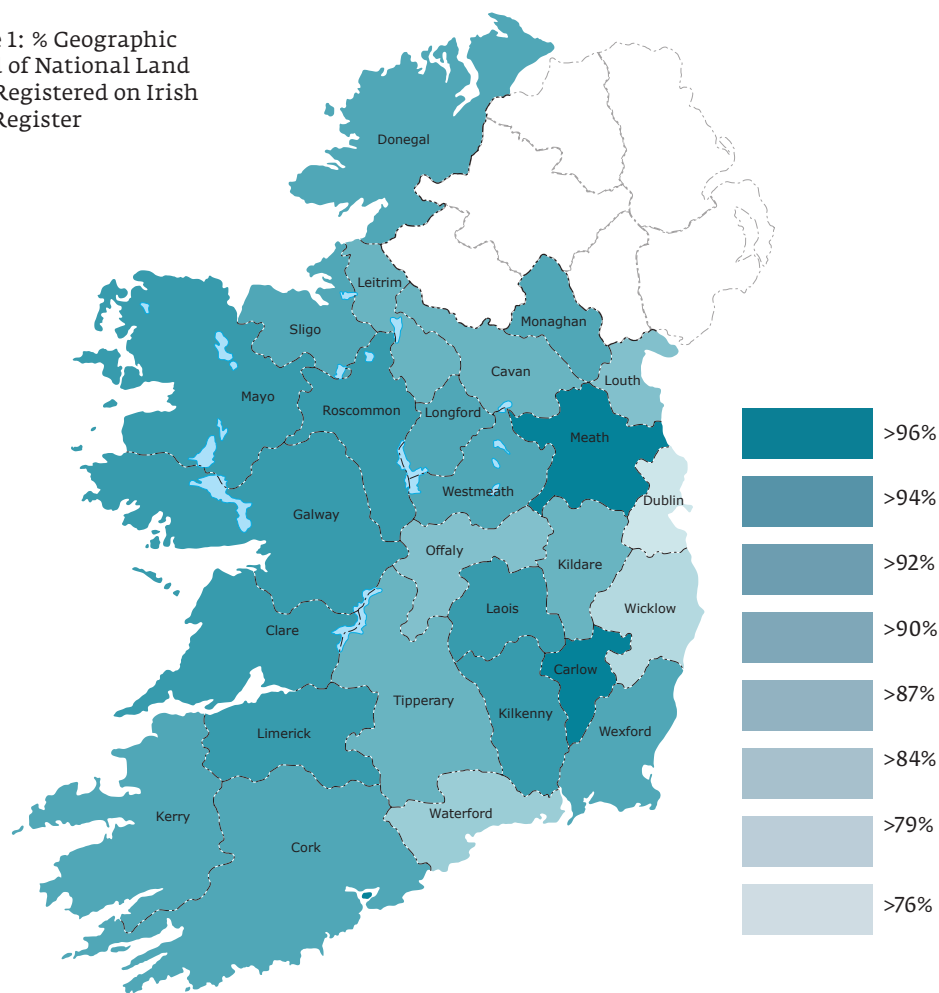 1: % Geographic
of National Land
Registered on Irish
Register
Donegal
Leitrim
Sligo
Monaghan
Cavan
Louth
Mayo
Roscommon
Longford
Meath
Westmeath
Dublin
Galway
Offaly
Kildare
Laois
Wicklow
Clare
Carlow
Tipperary
Kilkenny
Limerick
Wexford
Waterford
Kerry
Cork
>96%
>94%
>92%
>90%
>87%
>84%
>79%
>76%